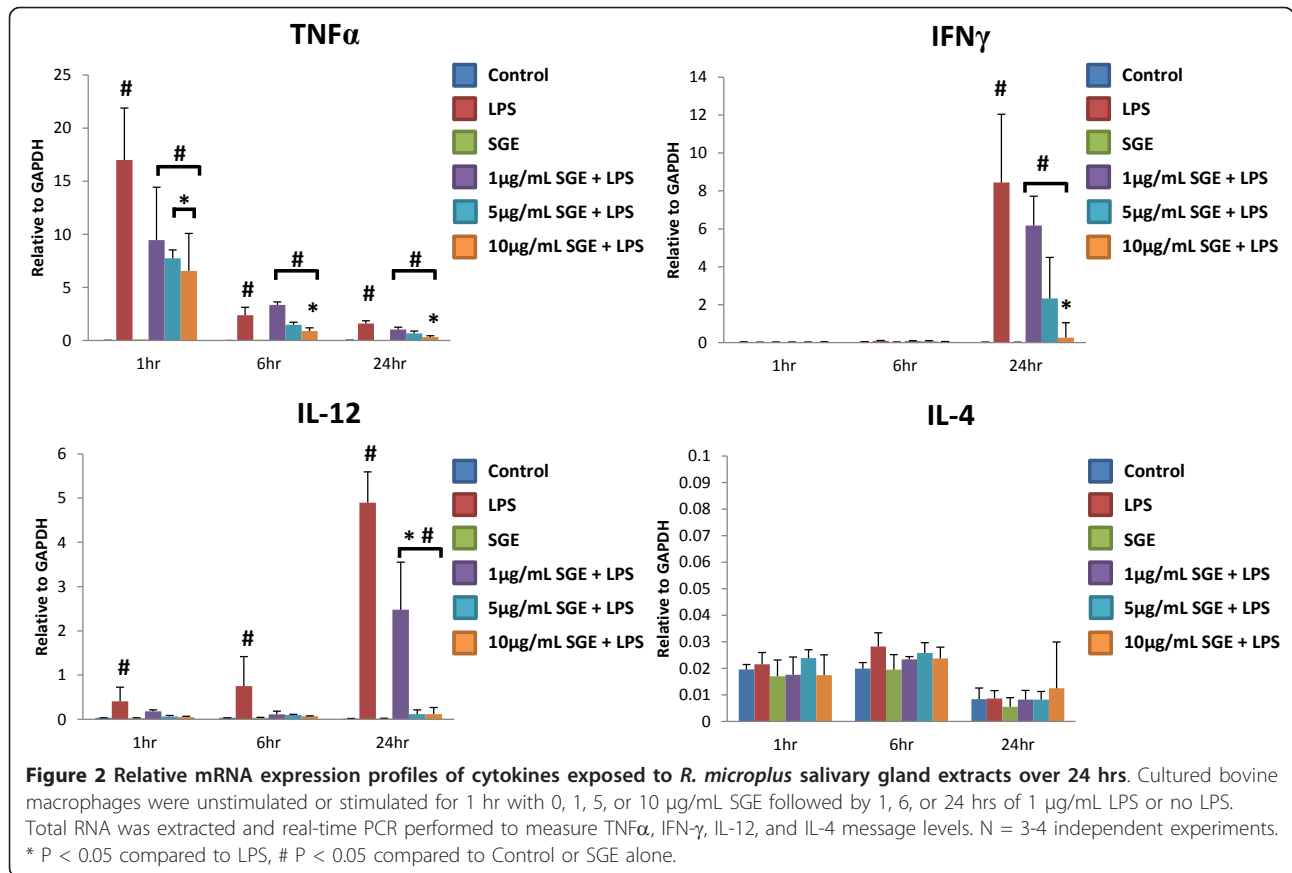 TNFα
25
20
15
10
5
0
Relative to GAPDH
#
#
*
#
#
*
#
#
*
1hr
6hr
24hr
Control
LPS
SGE
1µg/mL SGE + LPS
5µg/mL SGE + LPS
10µg/mL SGE + LPS
IFNγ
14
12
10
8
6
4
2
0
Relative to GAPDH
#
#
*
1hr
6hr
24hr
Control
LPS
SGE
1µg/mL SGE + LPS
5µg/mL SGE + LPS
10µg/mL SGE + LPS
IL-12
6
5
4
3
2
1
0
Relative to GAPDH
#
#
#
* #
1hr
6hr
24hr
Control
LPS
SGE
1µg/mL SGE + LPS
5µg/mL SGE + LPS
10µg/mL SGE + LPS
IL-4
0.1
0.09
0.08
0.07
0.06
0.05
0.04
0.03
0.02
0.01
0
Relative to GAPDH
1hr
6hr
24hr
Control
LPS
SGE
1µg/mL SGE + LPS
5µg/mL SGE + LPS
10µg/mL SGE + LPS
Figure 2 Relative mRNA expression profiles of cytokines exposed to R. microplus salivary gland extracts over 24 hrs. Cultured bovine
macrophages were unstimulated or stimulated for 1 hr with 0, 1, 5, or 10 µg/mL SGE followed by 1, 6, or 24 hrs of 1 µg/mL LPS or no LPS.
Total RNA was extracted and real-time PCR performed to measure TNFα, IFN-γ, IL-12, and IL-4 message levels. N = 3-4 independent experiments.
* P < 0.05 compared to LPS, # P < 0.05 compared to Control or SGE alone.